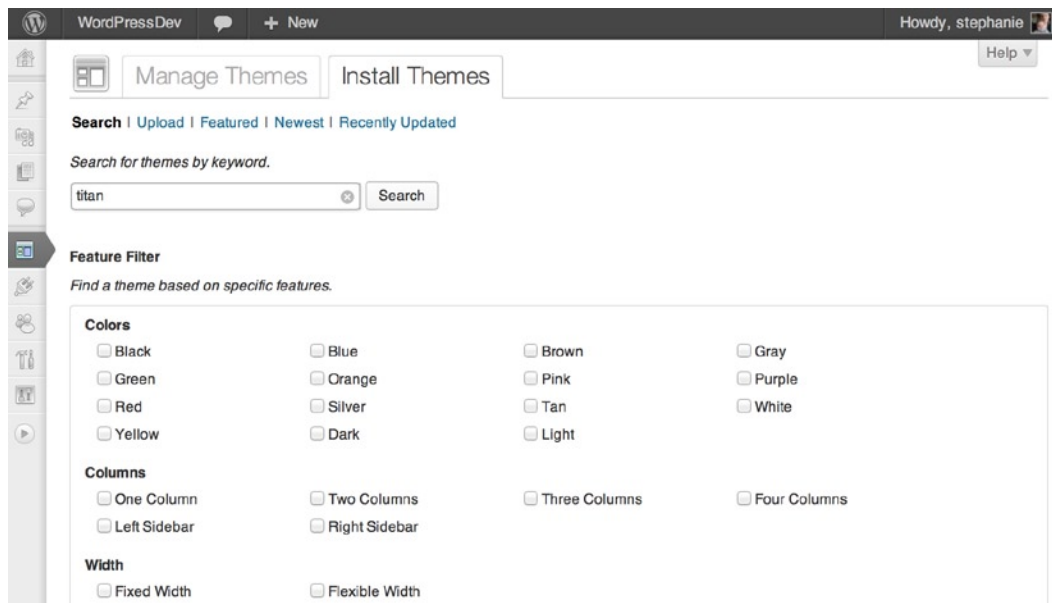 WordPressDev + New Howdy, stephanie
Help
Manage Themes Install Themes
Search | Upload | Featured | Newest | Recently Updated
Search for themes by keyword.
titan Search
Feature Filter
Find a theme based on specific features.
Colors
Black Blue Brown Gray
Green Orange Pink Purple
Red Silver Tan White
Yellow Dark Light
Columns
One Column Two Columns Three Columns Four Columns
Left Sidebar Right Sidebar
Width
Fixed Width Flexible Width